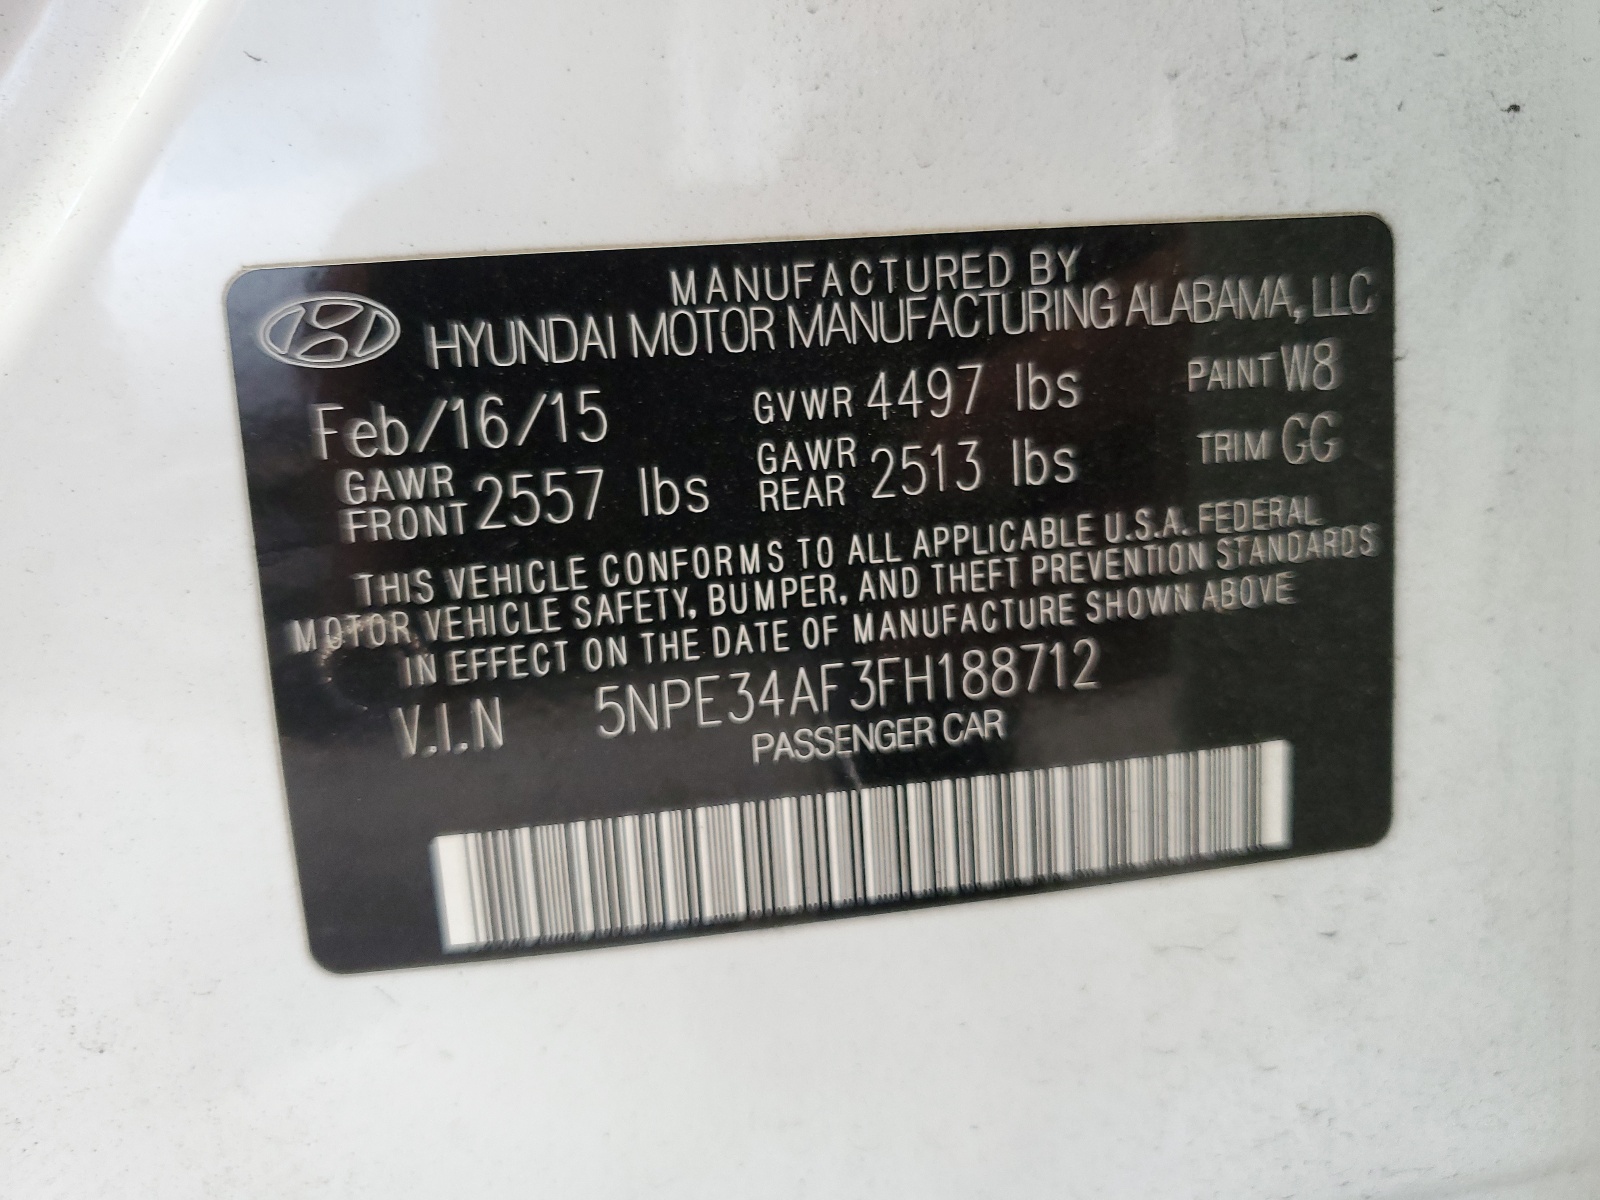 MANUFACTURED BY
HYUNDAI MOTOR MANUFACTURING ALABAMA, LLC
Feb/16/15 GVWR 4497 lbs PAINT W8
GAWR FRONT 2557 lbs GAWR REAR 2513 lbs TRIM GG
THIS VEHICLE CONFORMS TO ALL APPLICABLE U.S.A. FEDERAL
MOTOR VEHICLE SAFETY, BUMPER, AND THEFT PREVENTION STANDARDS
IN EFFECT ON THE DATE OF MANUFACTURE SHOWN ABOVE
V.I.N 5NPE34AF3FH188712
PASSENGER CAR